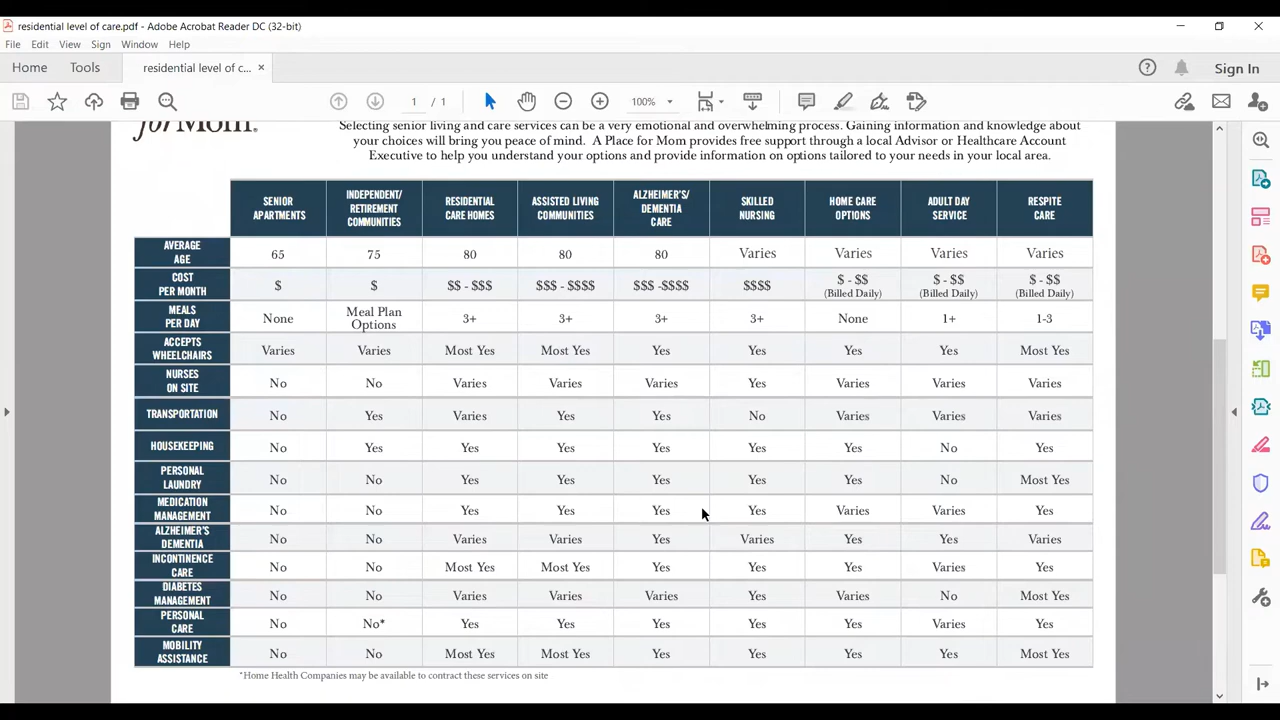 residential level of care.pdf - Adobe Acrobat Reader DC (32-bit)
File Edit View Sign Window Help
Home Tools residential level of c... × Sign In
1 / 1 100%
for Mom®
Selecting senior living and care services can be a very emotional and overwhelming process. Gaining information and knowledge about
your choices will bring you peace of mind. A Place for Mom provides free support through a local Advisor or Healthcare Account
Executive to help you understand your options and provide information on options tailored to your needs in your local area.
SENIOR APARTMENTS INDEPENDENT/ RETIREMENT COMMUNITIES RESIDENTIAL CARE HOMES ASSISTED LIVING COMMUNITIES ALZHEIMER'S/ DEMENTIA CARE SKILLED NURSING HOME CARE OPTIONS ADULT DAY SERVICE RESPITE CARE
AVERAGE AGE 65 75 80 80 80 Varies Varies Varies Varies
COST PER MONTH $ $ $$ - $$$ $$$ - $$$$ $$$ -$$$$ $$$$ $ - $$ (Billed Daily) $ - $$ (Billed Daily) $ - $$ (Billed Daily)
MEALS PER DAY None Meal Plan Options 3+ 3+ 3+ 3+ None 1+ 1-3
ACCEPTS WHEELCHAIRS Varies Varies Most Yes Most Yes Yes Yes Yes Yes Most Yes
NURSES ON SITE No No Varies Varies Varies Yes Varies Varies Varies
TRANSPORTATION No Yes Varies Yes Yes No Varies Varies Varies
HOUSEKEEPING No Yes Yes Yes Yes Yes Yes No Yes
PERSONAL LAUNDRY No No Yes Yes Yes Yes Yes No Most Yes
MEDICATION MANAGEMENT No No Yes Yes Yes Yes Varies Varies Yes
ALZHEIMER'S DEMENTIA No No Varies Varies Yes Varies Yes Yes Varies
INCONTINENCE CARE No No Most Yes Most Yes Yes Yes Yes Varies Yes
DIABETES MANAGEMENT No No Varies Varies Varies Yes Varies No Most Yes
PERSONAL CARE No No* Yes Yes Yes Yes Yes Varies Yes
MOBILITY ASSISTANCE No No Most Yes Most Yes Yes Yes Yes Yes Most Yes
*Home Health Companies may be available to contract these services on site